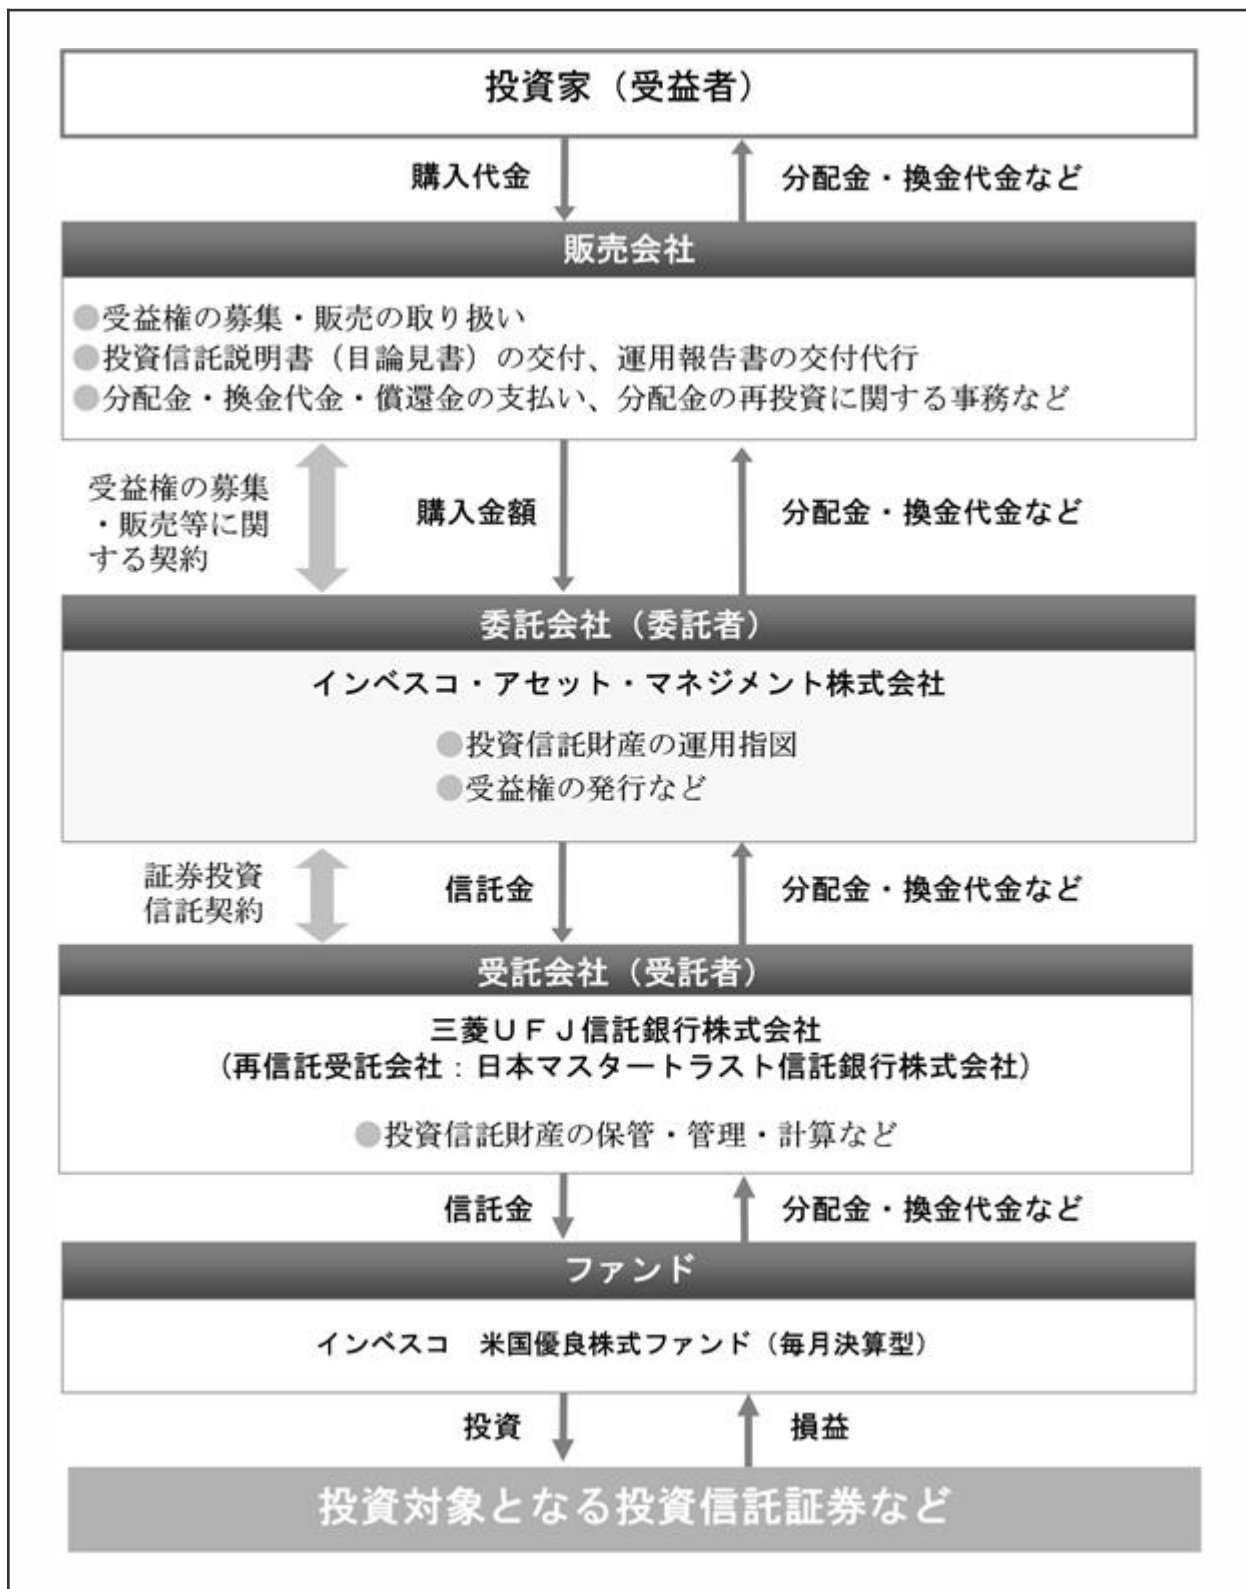 投資家（受益者）
購入代金
分配金・換金代金など
販売会社
●受益権の募集・販売の取り扱い
●投資信託説明書（目論見書）の交付、運用報告書の交付代行
●分配金・換金代金・償還金の支払い、分配金の再投資に関する事務など
受益権の募集
・販売等に関
する契約
購入金額
分配金・換金代金など
委託会社（委託者）
インベスコ・アセット・マネジメント株式会社
●投資信託財産の運用指図
●受益権の発行など
証券投資
信託契約
信託金
分配金・換金代金など
受託会社（受託者）
三菱ＵＦＪ信託銀行株式会社
（再信託受託会社：日本マスタートラスト信託銀行株式会社）
●投資信託財産の保管・管理・計算など
信託金
分配金・換金代金など
ファンド
インベスコ　米国優良株式ファンド（毎月決算型）
投資
損益
投資対象となる投資信託証券など